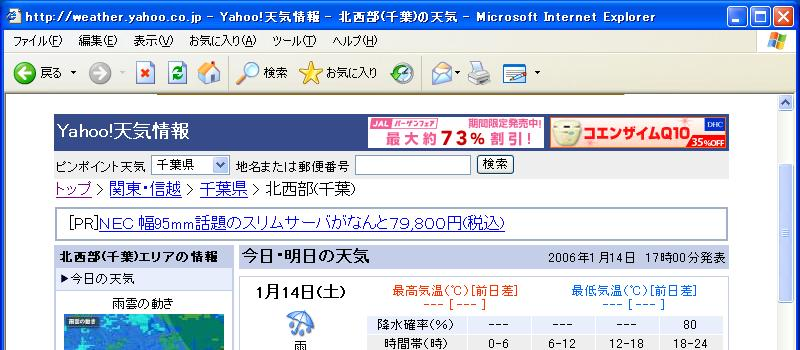 http://weather.yahoo.co.jp - Yahoo!天気情報 - 北西部(千葉)の天気 - Microsoft Internet Explorer
ファイル(F) 編集(E) 表示(V) お気に入り(A) ツール(T) ヘルプ(H)
戻る 検索 お気に入り
Yahoo!天気情報
JAL バーゲンフェア 期間限定発売中!
最大約73%割引!
コエンザイムQ10 DHC 35%OFF
ピンポイント天気 千葉県 地名または郵便番号 検索
トップ > 関東・信越 > 千葉県 > 北西部(千葉)
[PR]NEC 幅95mm話題のスリムサーバがなんと79,800円(税込)
北西部(千葉)エリアの情報
今日の天気
雨雲の動き
雨雲の動き
今日・明日の天気 2006年1月14日 17時00分発表
1月14日(土)
雨
最高気温(℃)[前日差] 最低気温(℃)[前日差]
--- [ --- ] --- [ --- ]
降水確率(%) --- --- --- 80
時間帯(時) 0-6 6-12 12-18 18-24